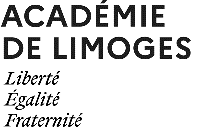 ACADÉMIE
DE LIMOGES
Liberté
Égalité
Fraternité